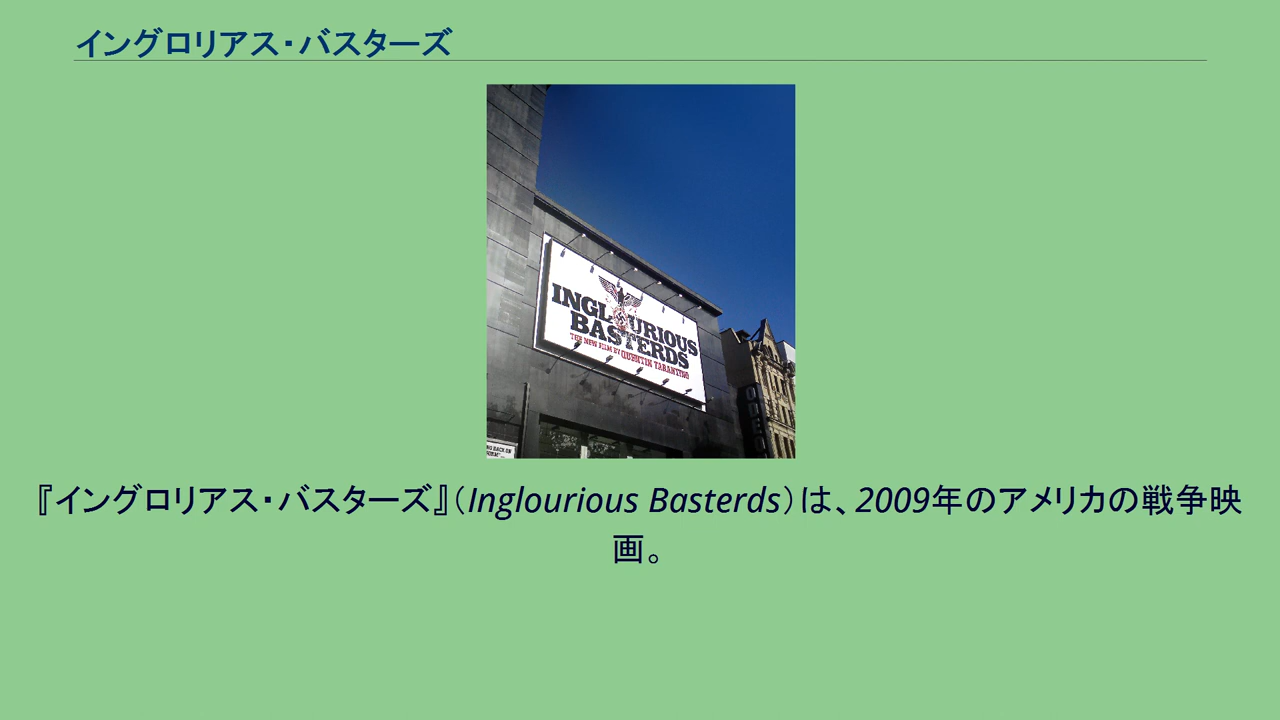 イングロリアス・バスターズ
INGLOURIOUS
BASTERDS
THE NEW FILM BY QUENTIN TARANTINO
『イングロリアス・バスターズ』（Inglourious Basterds）は、2009年のアメリカの戦争映
画。